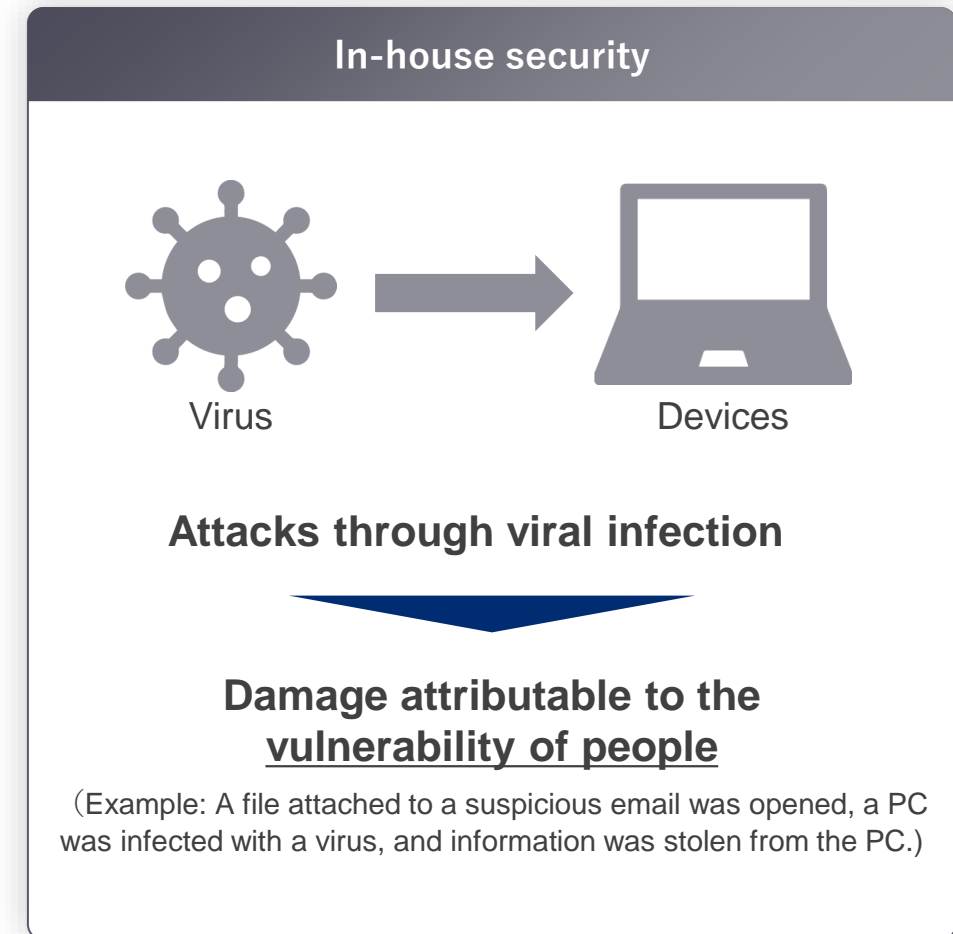 In-house security
Virus
Devices
Attacks through viral infection
Damage attributable to the
vulnerability of people
（Example: A file attached to a suspicious email was opened, a PC
was infected with a virus, and information was stolen from the PC.)